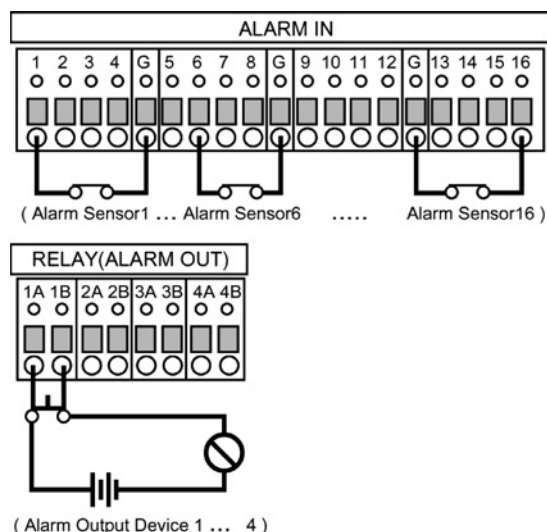 ALARM IN
1 2 3 4 G 5 6 7 8 G 9 10 11 12 G 13 14 15 16
( Alarm Sensor1 ... Alarm Sensor6 ..... Alarm Sensor16 )
RELAY(ALARM OUT)
1A 1B 2A 2B 3A 3B 4A 4B
( Alarm Output Device 1 ... 4 )